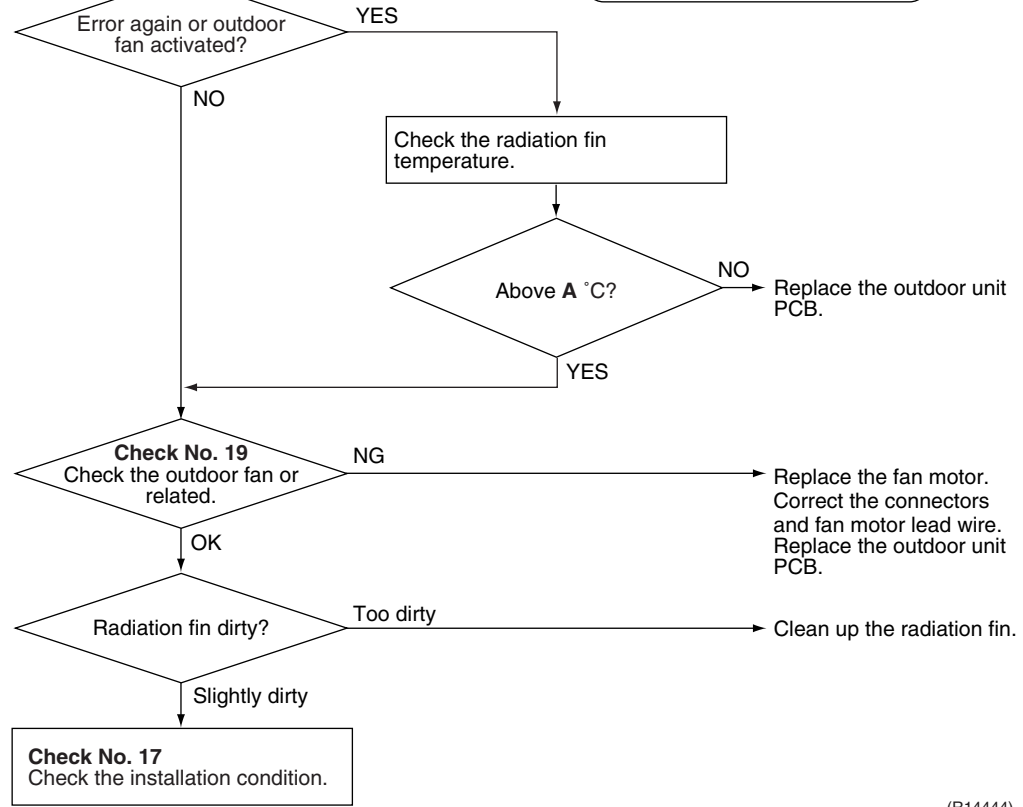 Error again or outdoor
fan activated?
YES
NO
Check the radiation fin
temperature.
Above A °C?
NO
Replace the outdoor unit
PCB.
YES
Check No. 19
Check the outdoor fan or
related.
NG
Replace the fan motor.
Correct the connectors
and fan motor lead wire.
Replace the outdoor unit
PCB.
OK
Radiation fin dirty?
Too dirty
Clean up the radiation fin.
Slightly dirty
Check No. 17
Check the installation condition.
(R14444)